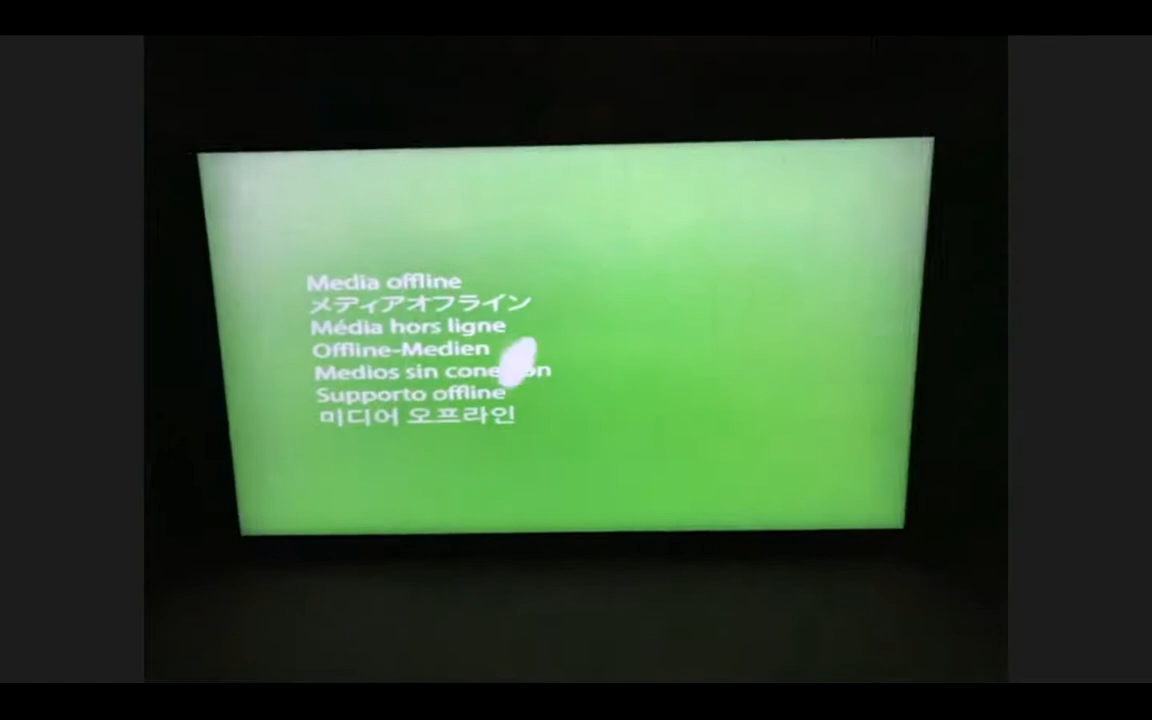 Media offline
メディアオフライン
Média hors ligne
Offline-Medien
Medios sin
Supporto offline
미디어 오프라인